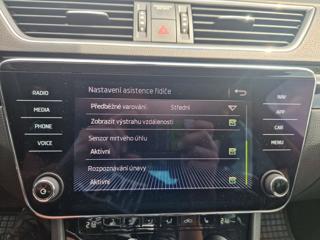 Nastavení asistence řidiče
RADIO
NAV
Předběžné varování: Střední
MEDIA
APP
Zobrazit výstrahu vzdálenosti
PHONE
CAR
Senzor mrtvého úhlu
VOICE
MENU
Aktivní
Rozpoznávání únavy
Aktivní